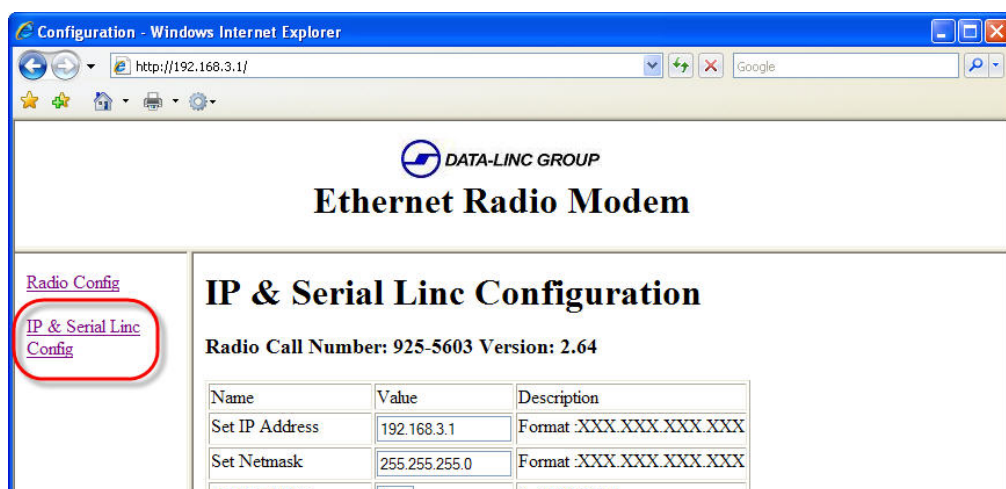 Configuration - Windows Internet Explorer
http://192.168.3.1/
Google
DATA-LINC GROUP
Ethernet Radio Modem
Radio Config
IP & Serial Linc
Config
IP & Serial Linc Configuration
Radio Call Number: 925-5603 Version: 2.64
Name Value Description
Set IP Address 192.168.3.1 Format :XXX.XXX.XXX.XXX
Set Netmask 255.255.255.0 Format :XXX.XXX.XXX.XXX